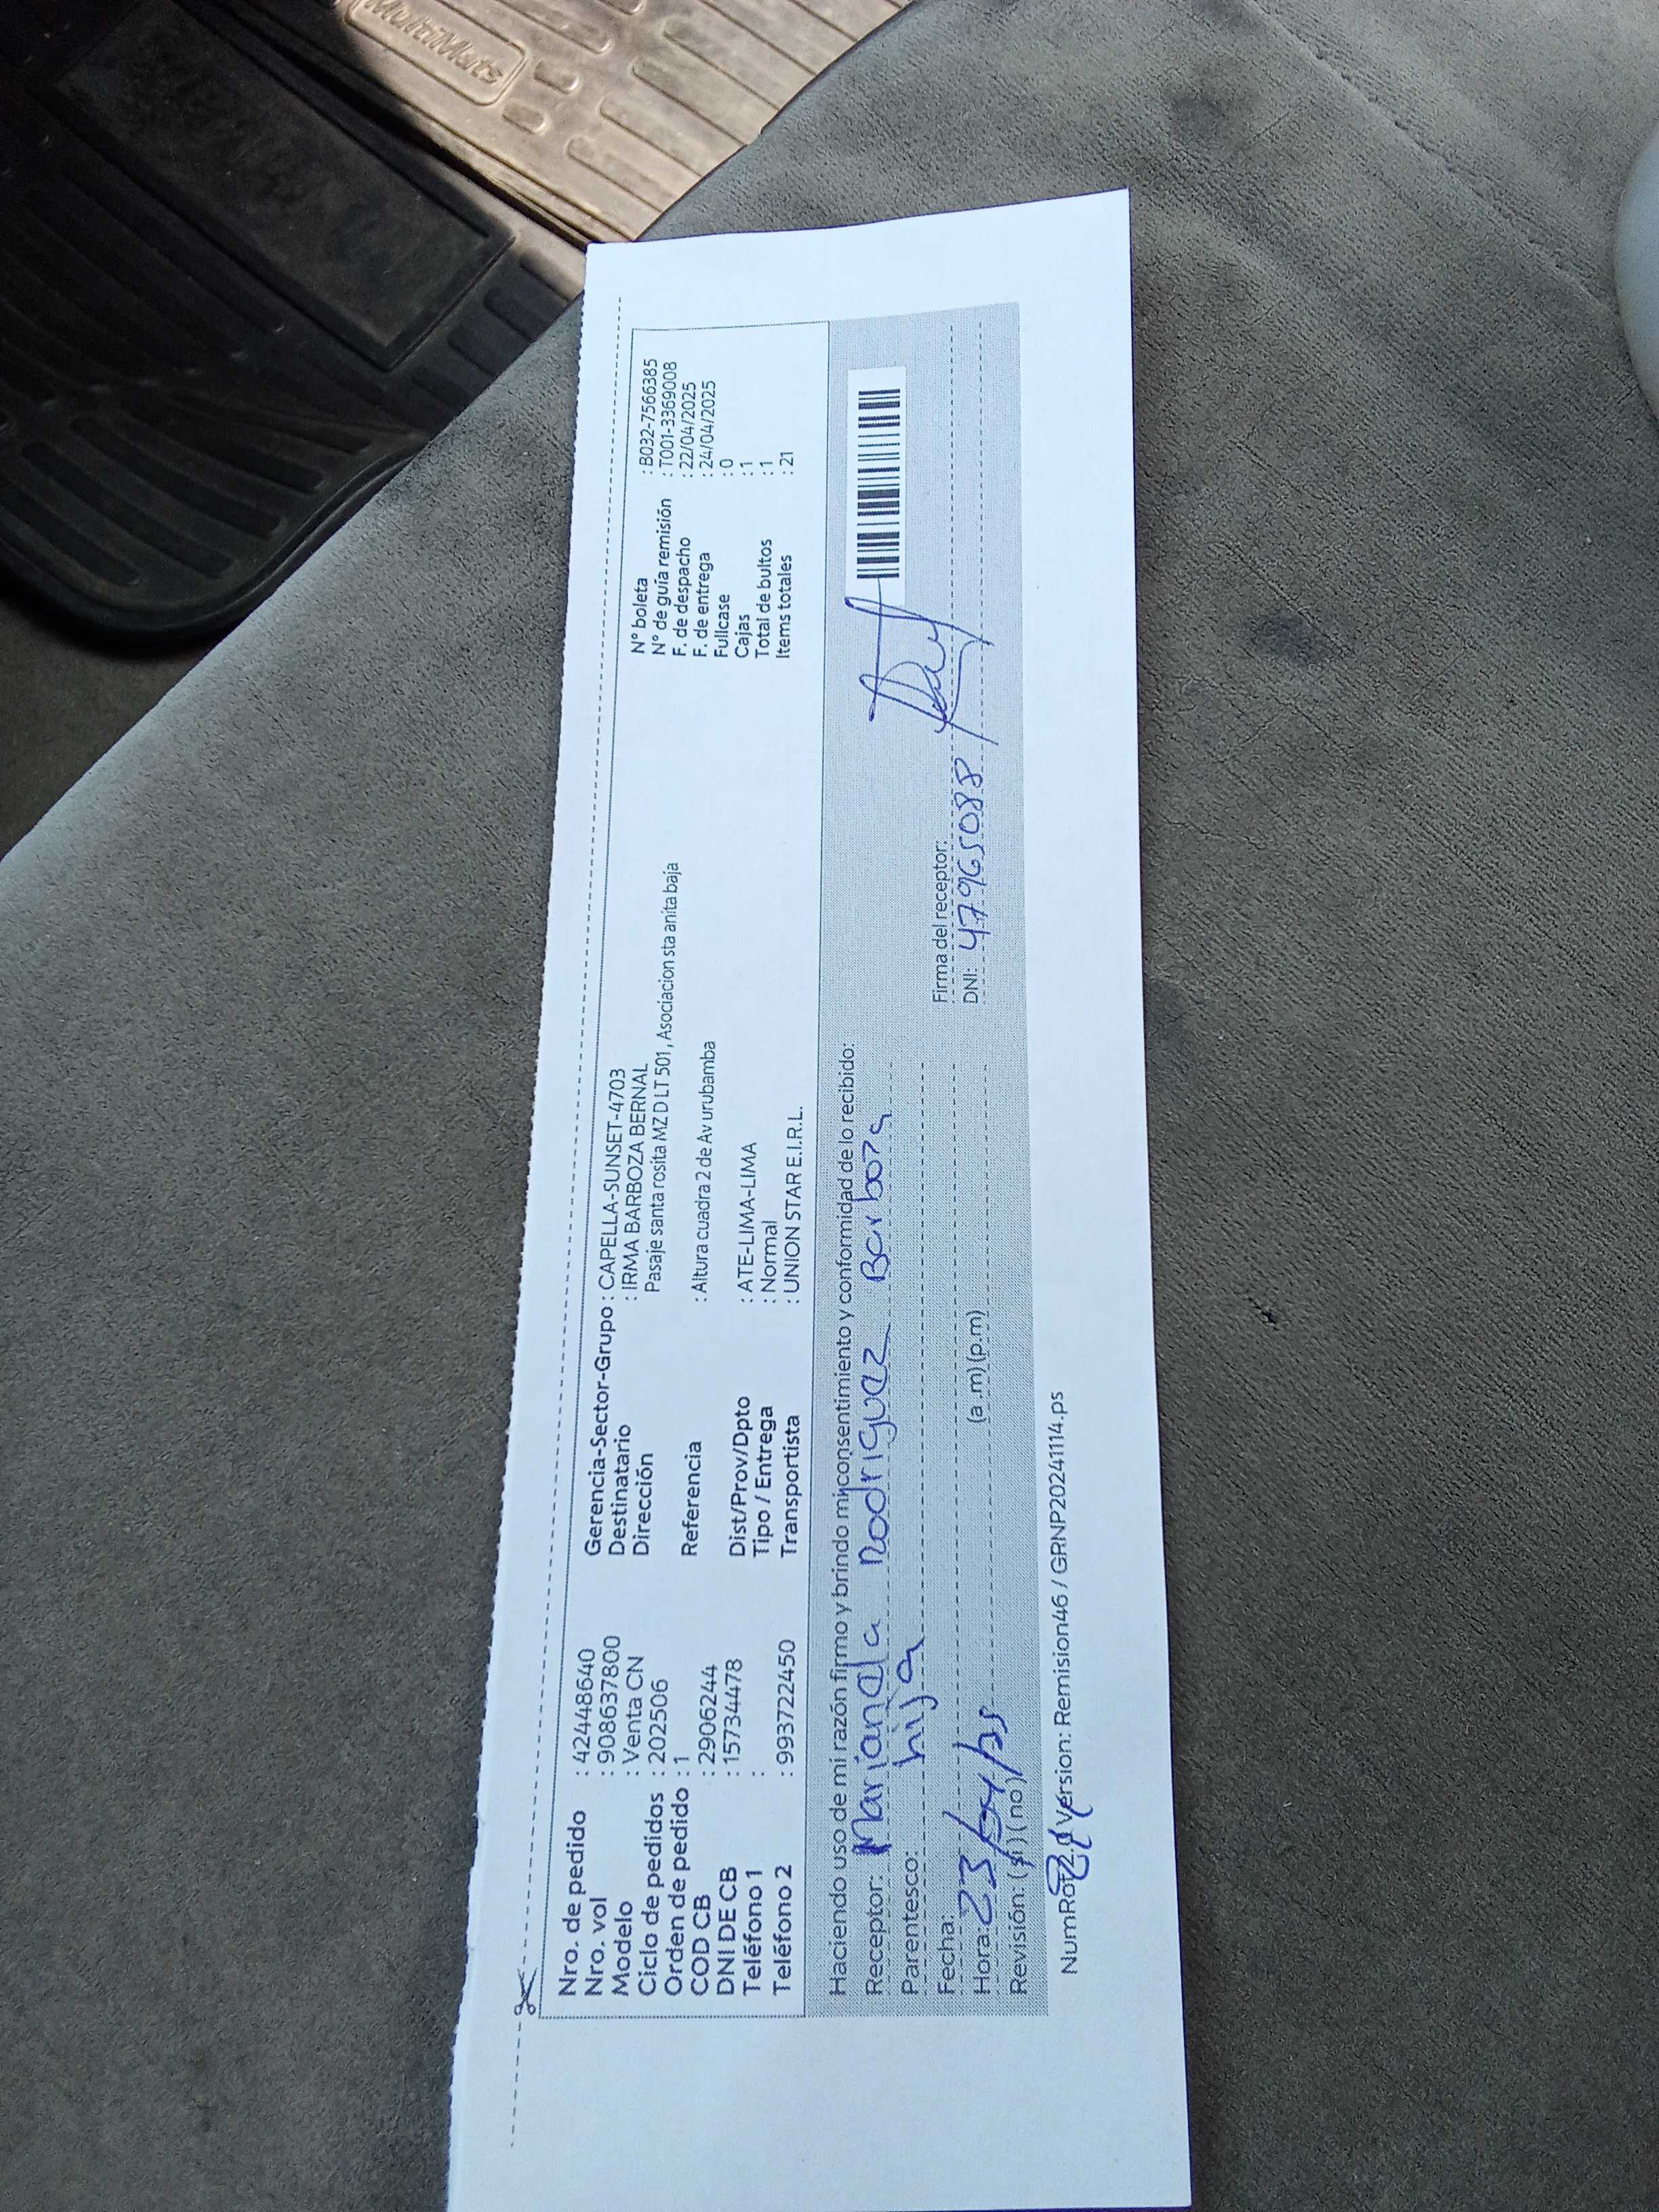 MultiMats
Nro. de pedido : 42448640
Nro. vol : 908637800
Modelo : Venta CN
Ciclo de pedidos : 202506
Orden de pedido : 1
COD CB : 2906244
DNI DE CB : 15734478
Teléfono 1 :
Teléfono 2 : 993722450
Gerencia-Sector-Grupo : CAPELLA-SUNSET-4703
Destinatario : IRMA BARBOZA BERNAL
Dirección Pasaje santa rosita MZ D LT 501, Asociacion sta anita baja
Referencia : Altura cuadra 2 de Av urubamba
Dist/Prov/Dpto : ATE-LIMA-LIMA
Tipo / Entrega : Normal
Transportista : UNION STAR E.I.R.L.
N° boleta : B032-7566385
N° de guía remisión : T001-3369008
F. de despacho : 22/04/2025
F. de entrega : 24/04/2025
Fullcase : 0
Cajas : 1
Total de bultos : 1
Items totales : 21
Haciendo uso de mi razón firmo y brindo mi consentimiento y conformidad de lo recibido:
Receptor: Marianela Rodriguez Barboza
Parentesco: hija
Fecha: 23/04/25
Hora: (a .m) (p.m)
Revisión: (si) (no)
Firma del receptor:
DNI: 47965088
Version: Remision46 / GRNP20241114.ps